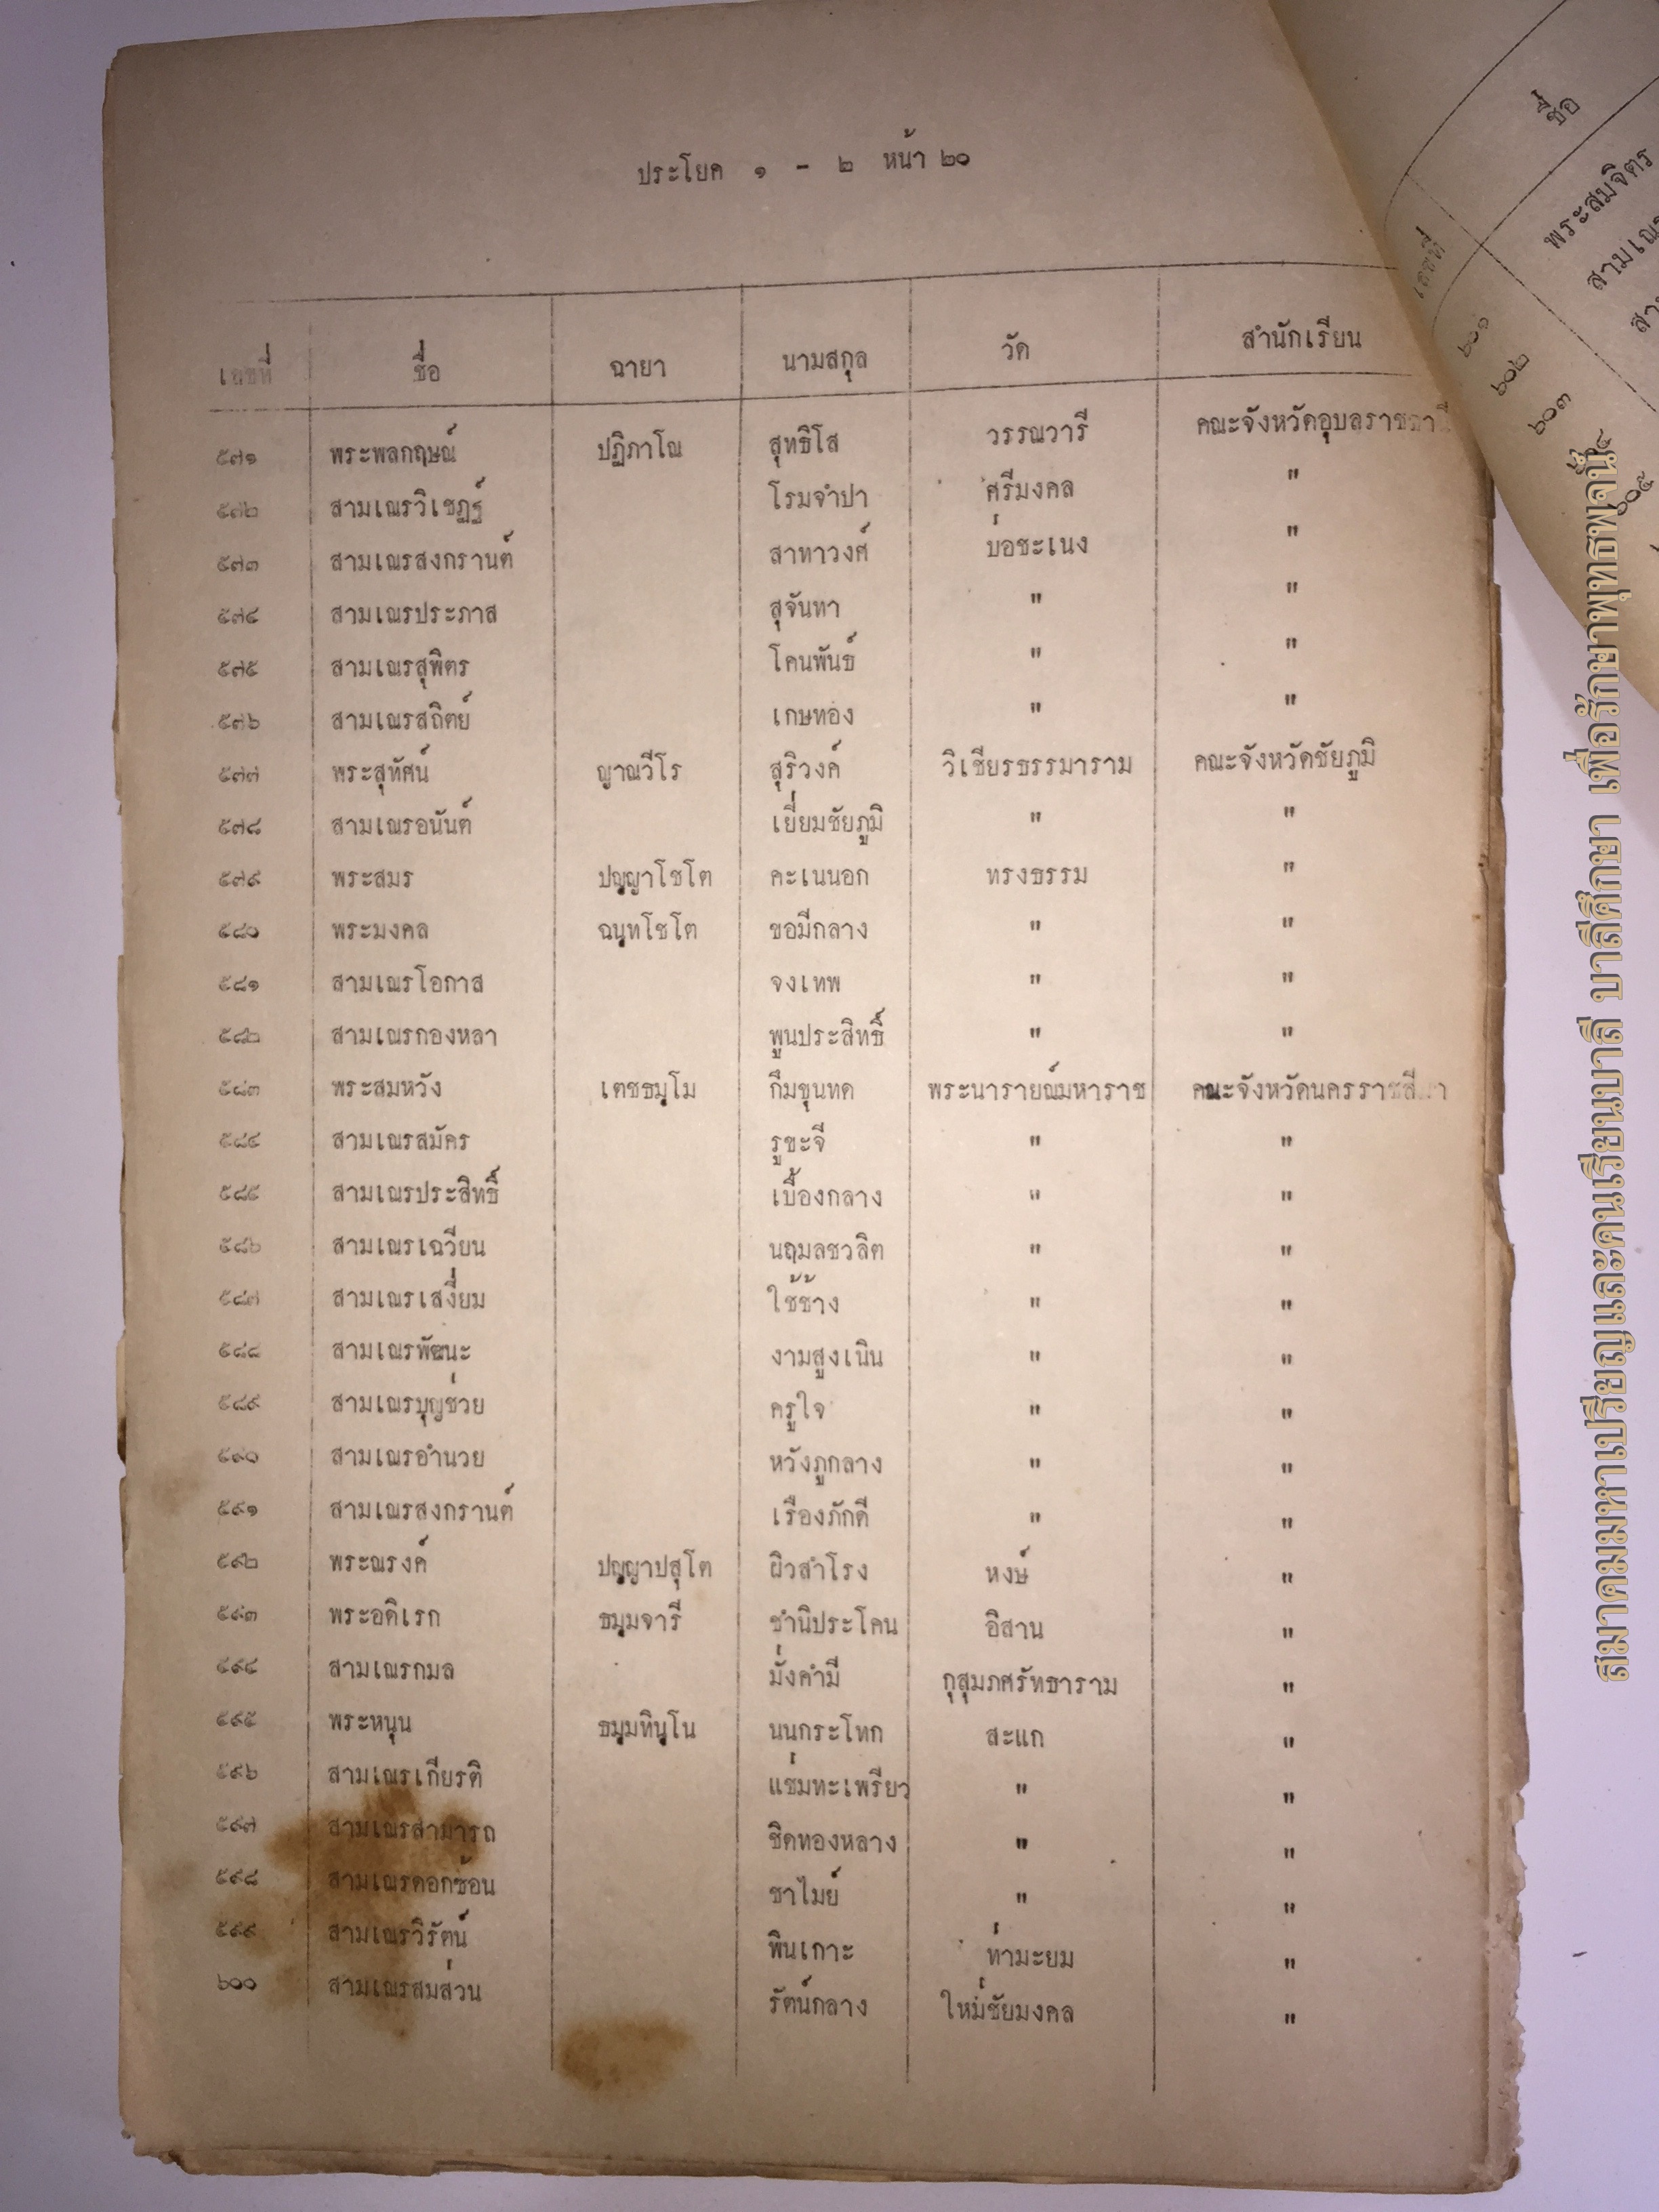 ประโยค ๑ - ๒ หน้า ๒๐
เลขที่ ชื่อ ฉายา นามสกุล วัด สำนักเรียน
๕๗๑ พระพลกฤษณ์ ปฏิภาโณ สุทธิโส วรรณวารี คณะจังหวัดอุบลราชธานี
๕๗๒ สามเณรวิเชฏฐ์ โรมจำปา ศรีมงคล "
๕๗๓ สามเณรสงกรานต์ สาหาวงศ์ บ่อชะเนง "
๕๗๔ สามเณรประภาส สุจันทา " "
๕๗๕ สามเณรสุพิตร โคนพันธ์ " "
๕๗๖ สามเณรสถิตย์ เกษทอง " "
๕๗๗ พระสุทัศน์ ญาณวีโร สุริวงค์ วิเชียรธรรมาราม คณะจังหวัดชัยภูมิ
๕๗๘ สามเณรอนันต์ เยี่ยมชัยภูมิ " "
๕๗๙ พระสมร ปญฺญาโชโต คะเนนอก ทรงธรรม "
๕๘๐ พระมงคล ฉนฺทโชโต ขอมีกลาง " "
๕๘๑ สามเณรโอกาส จงเทพ " "
๕๘๒ สามเณรกองหลา พูนประสิทธิ์ " "
๕๘๓ พระสมหวัง เตชธมฺโม กึมขุนทด พระนารายณ์มหาราช คณะจังหวัดนครราชสีมา
๕๘๔ สามเณรสมัคร รูขะจี " "
๕๘๕ สามเณรประสิทธิ์ เบื้องกลาง " "
๕๘๖ สามเณรเฉวียน นฤมลชวลิต " "
๕๘๗ สามเณรเสงี่ยม ใช้ช้าง " "
๕๘๘ สามเณรพัฒนะ งามสูงเนิน " "
๕๘๙ สามเณรบุญช่วย ครูใจ " "
๕๙๐ สามเณรอำนวย หวังภูกลาง " "
๕๙๑ สามเณรสงกรานต์ เรืองภักดี " "
๕๙๒ พระณรงค์ ปญฺญาปสุโต ผิวสำโรง หงษ์ "
๕๙๓ พระอดิเรก ธมฺมจารี ชำนิประโคน อิสาน "
๕๙๔ สามเณรกมล มั่งคำมี กุสุมภศรัทธาราม "
๕๙๕ พระหนุน ธมฺมทินฺโน นนกระโทก สะแก "
๕๙๖ สามเณรเกียรติ แช่มทะเพรียว " "
๕๙๗ สามเณรสามารถ ชิดทองหลาง " "
๕๙๘ สามเณรดอกซ้อน ชาไมย์ " "
๕๙๙ สามเณรวิรัตน์ พินเกาะ ท่ามะยม "
๖๐๐ สามเณรสมส่วน รัตน์กลาง ใหม่ชัยมงคล "
เลขที่ ชื่อ
๖๐๑ พระสมจิตร
๖๐๒
๖๐๓
๖๐๔
๖๐๕
สมาคมมหาเปรียญและคนเรียนบาลี บาลีศึกษา เพื่อรักษาพุทธพจน์